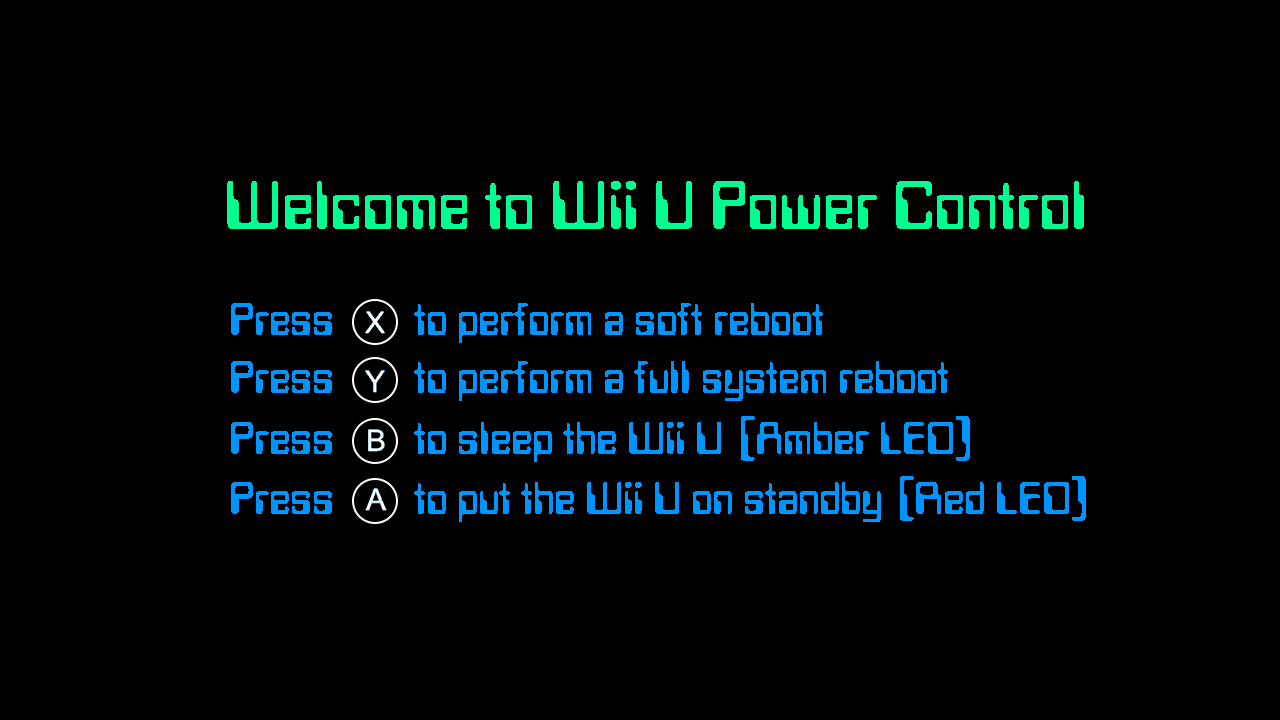 Welcome to Wii U Power Control
Press X to perform a soft reboot
Press Y to perform a full system reboot
Press B to sleep the Wii U (Amber LED)
Press A to put the Wii U on standby (Red LED)